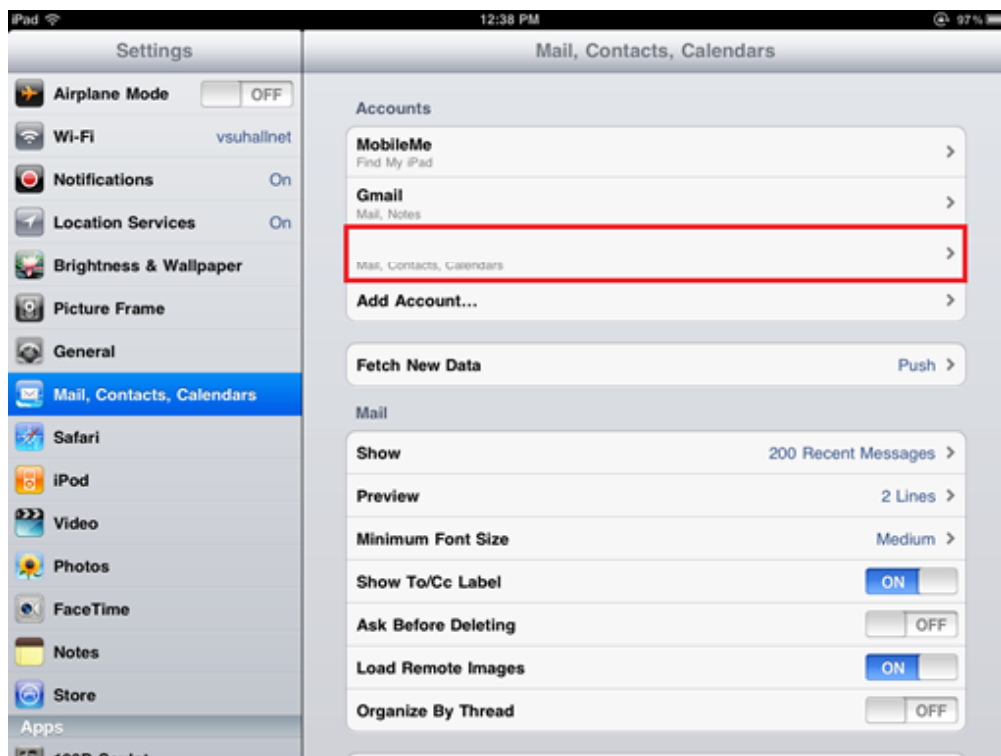 iPad 12:38 PM 97%
Settings
Airplane Mode OFF
Wi-Fi vsuhallnet
Notifications On
Location Services On
Brightness & Wallpaper
Picture Frame
General
Mail, Contacts, Calendars
Safari
iPod
Video
Photos
FaceTime
Notes
Store
Apps
Mail, Contacts, Calendars
Accounts
MobileMe
Find My iPad
Gmail
Mail, Notes
Mail, Contacts, Calendars
Add Account...
Fetch New Data Push
Mail
Show 200 Recent Messages
Preview 2 Lines
Minimum Font Size Medium
Show To/Cc Label ON
Ask Before Deleting OFF
Load Remote Images ON
Organize By Thread OFF